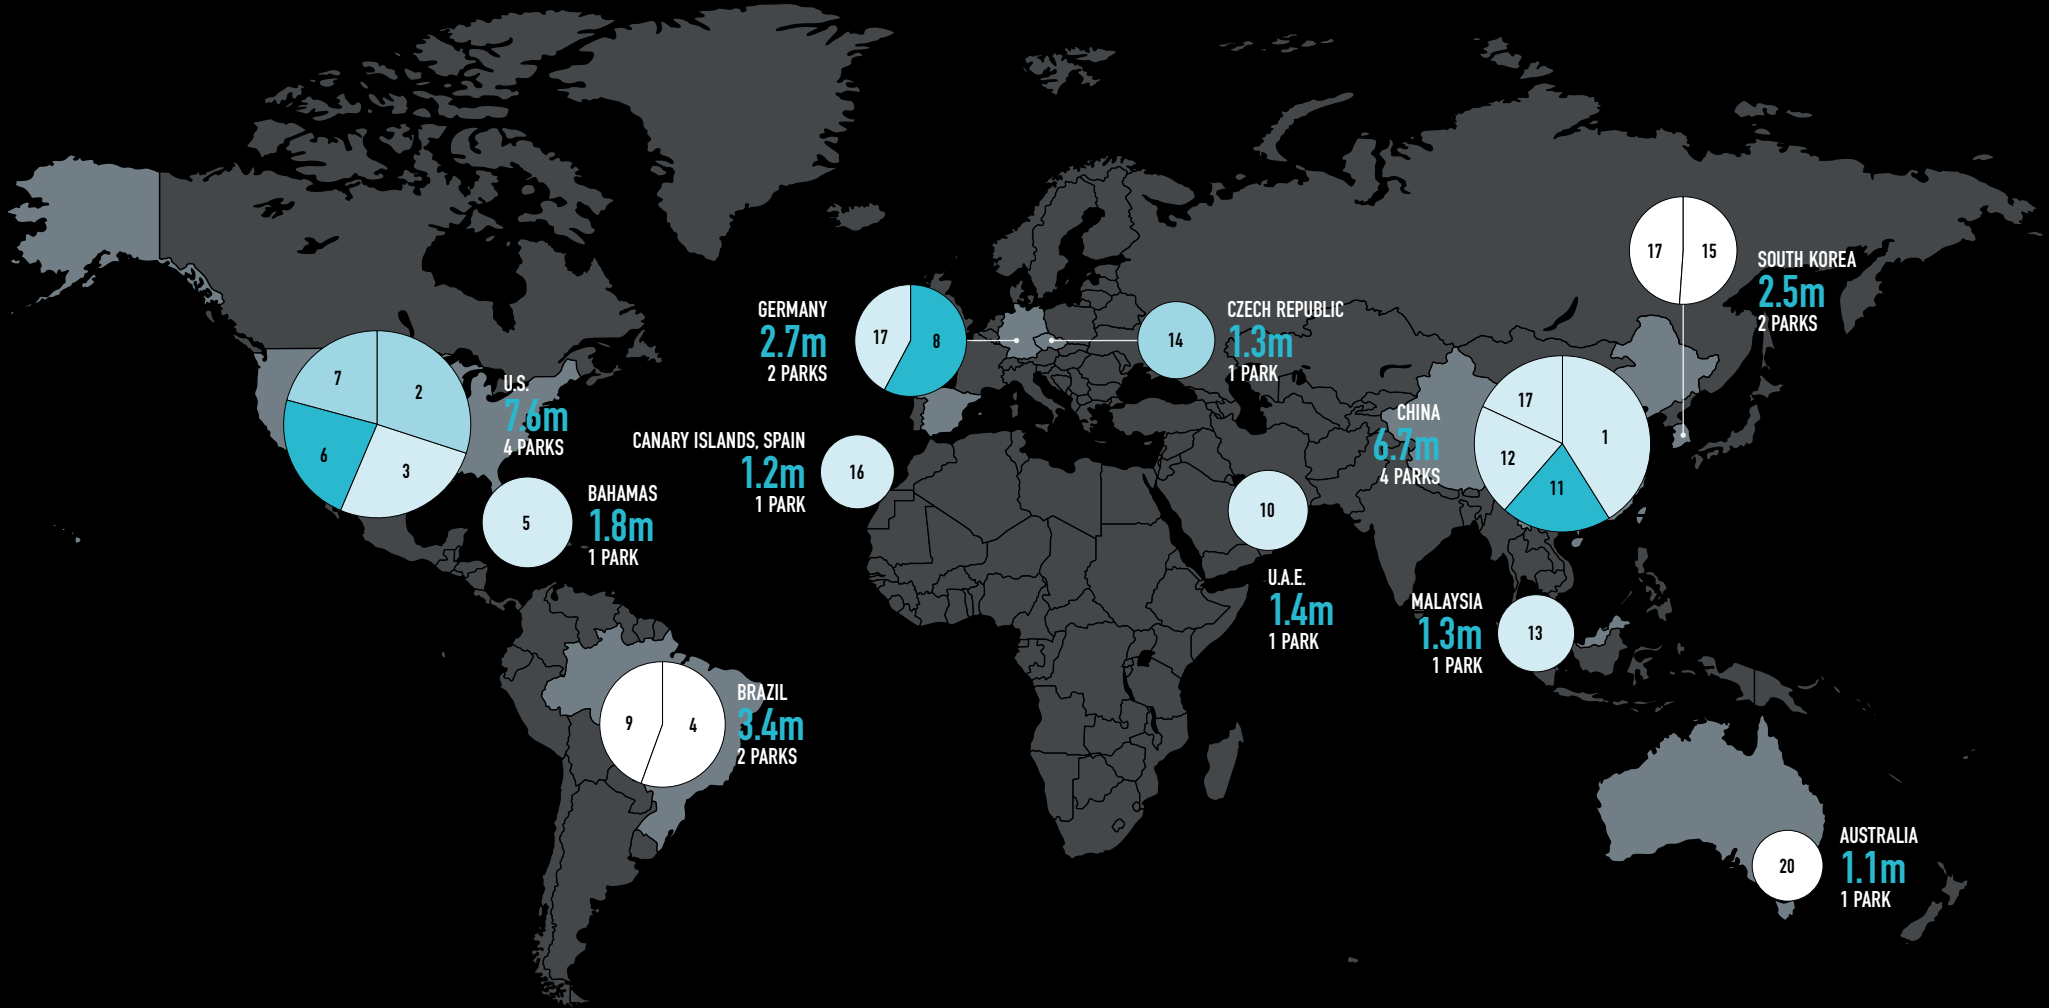 17
15
SOUTH KOREA
2.5m
2 PARKS
GERMANY
2.7m
2 PARKS
17
8
14
CZECH REPUBLIC
1.3m
1 PARK
7
2
6
3
U.S.
7.6m
4 PARKS
5
BAHAMAS
1.8m
1 PARK
CANARY ISLANDS, SPAIN
1.2m
1 PARK
16
CHINA
6.7m
4 PARKS
17
1
12
11
10
U.A.E.
1.4m
1 PARK
MALAYSIA
1.3m
1 PARK
13
9
4
BRAZIL
3.4m
2 PARKS
20
AUSTRALIA
1.1m
1 PARK